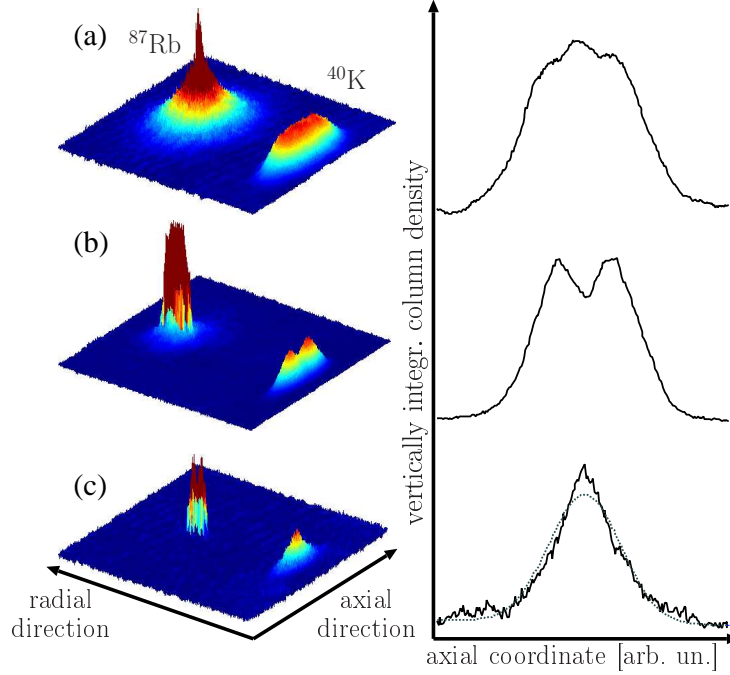 (a)
⁸⁷Rb
⁴⁰K
(b)
(c)
radial
direction
axial
direction
vertically integr. column density
axial coordinate [arb. un.]